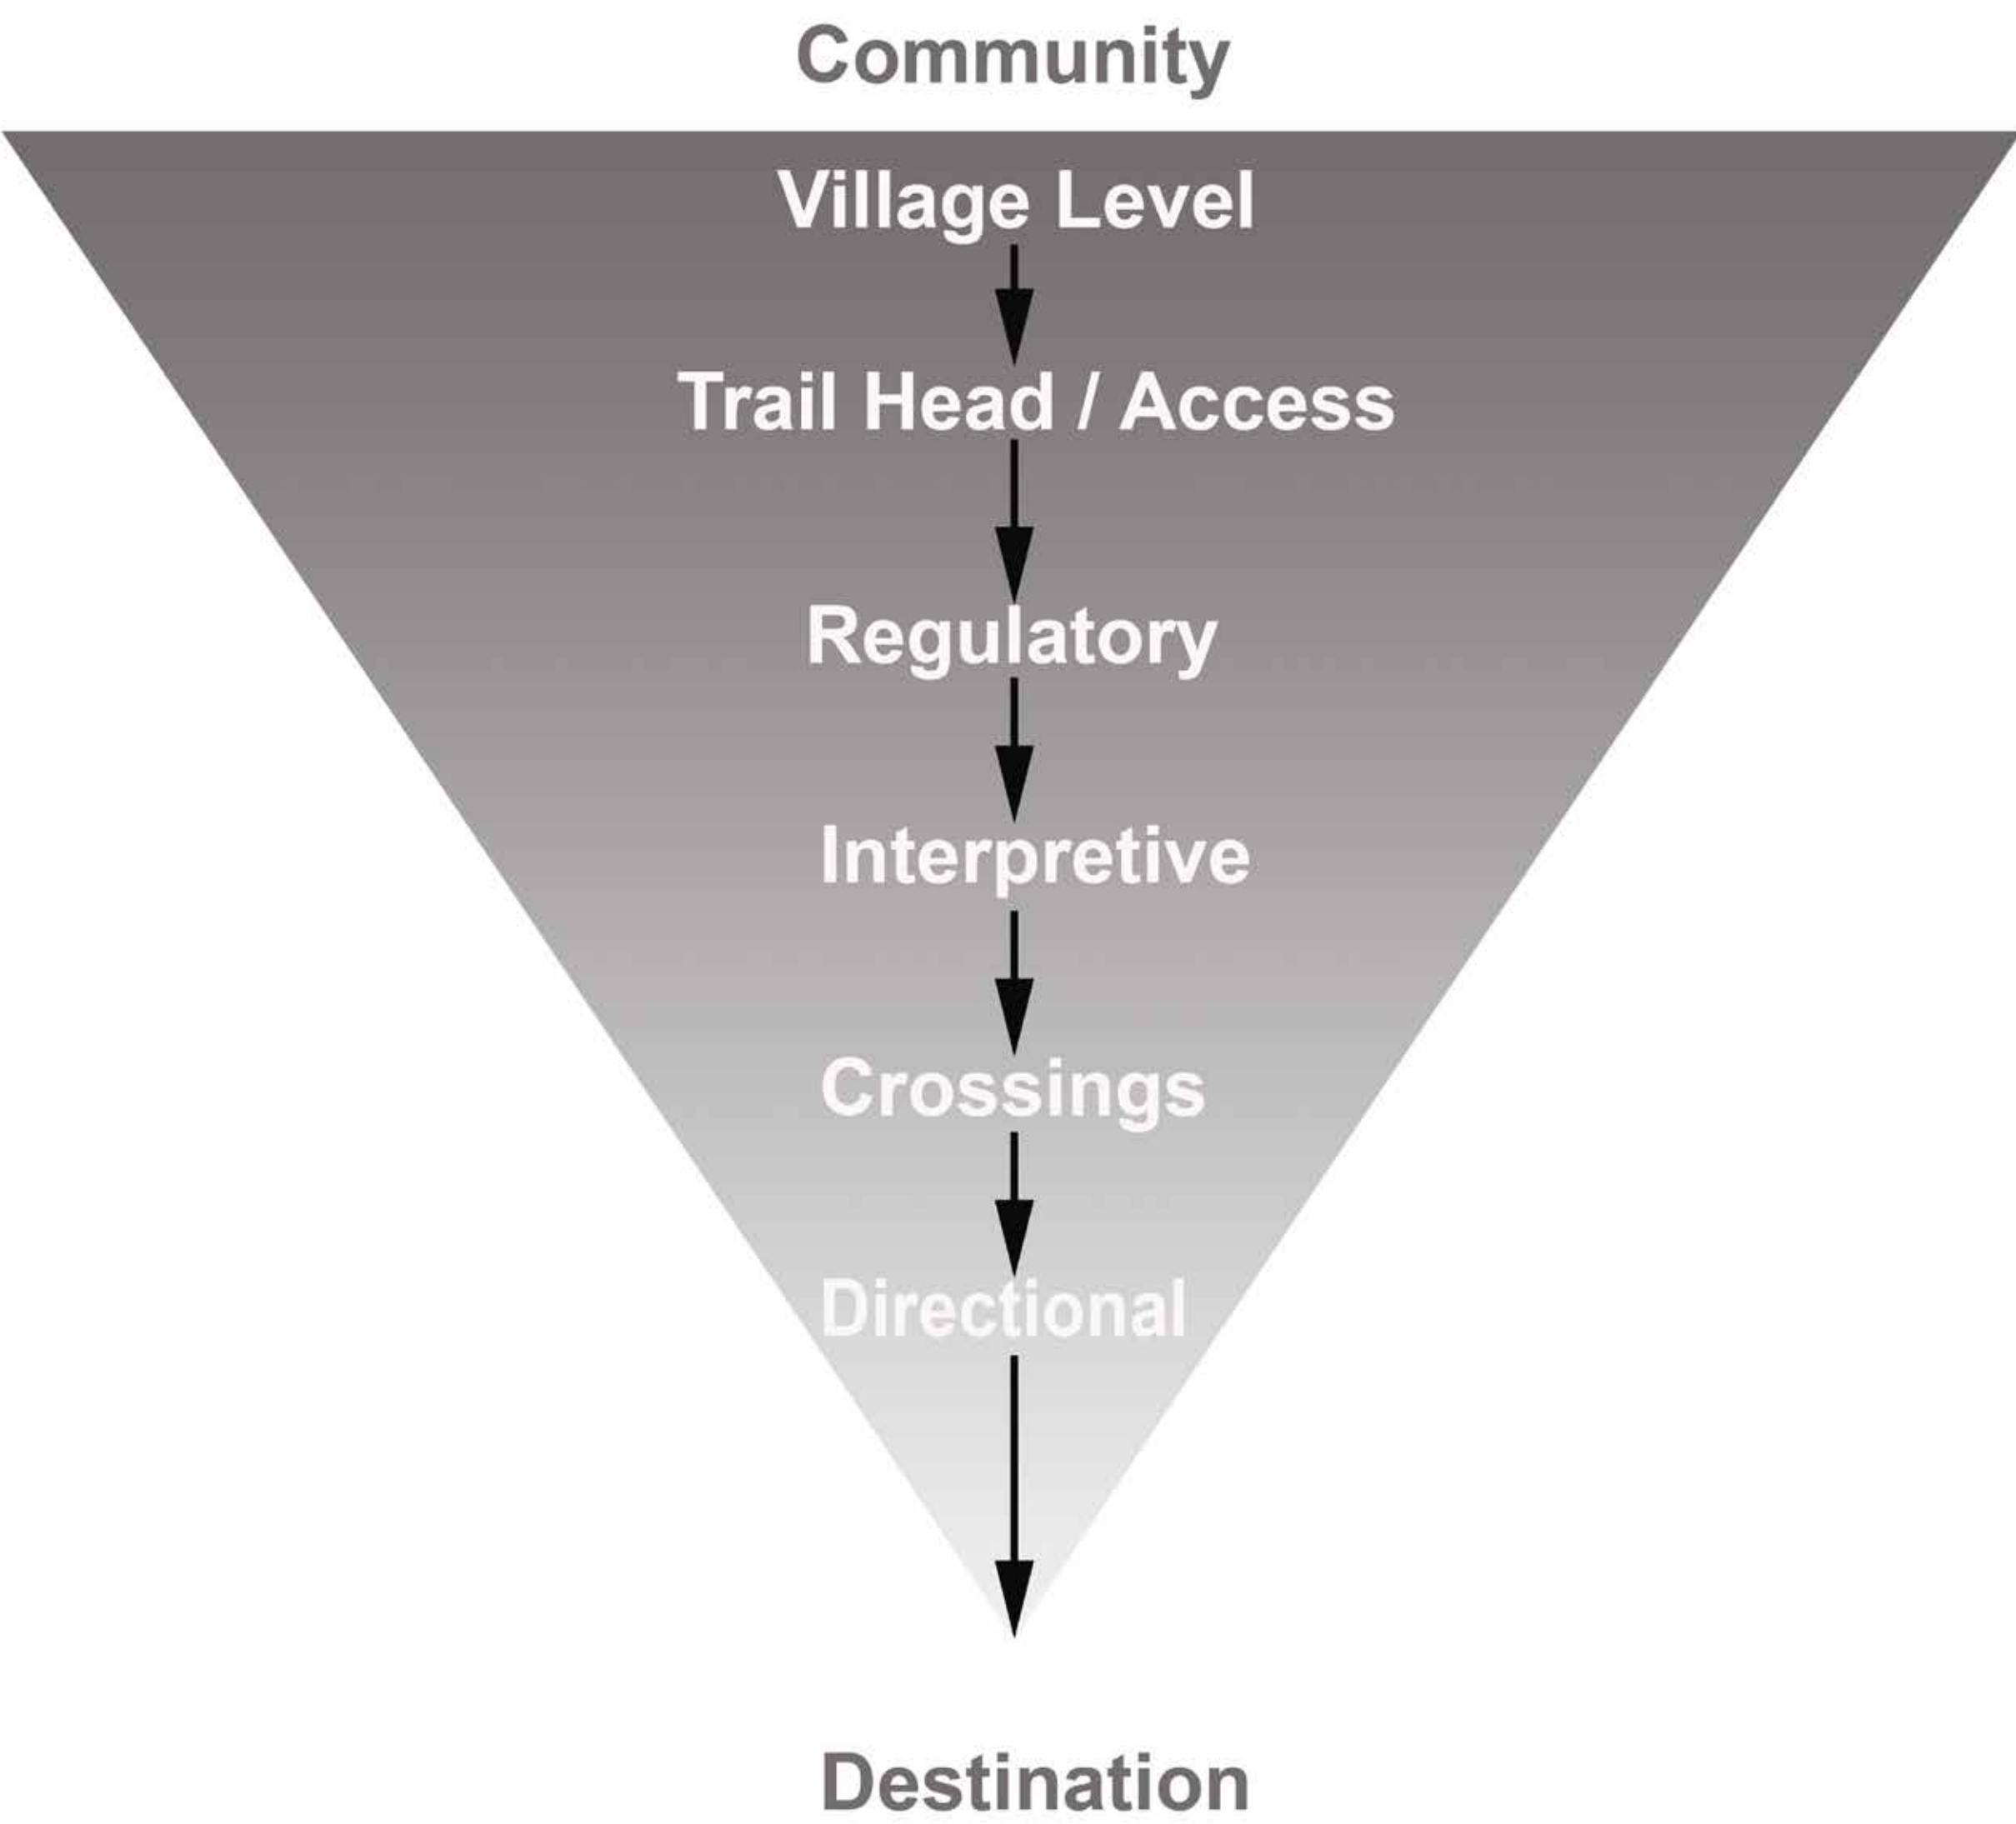 Community
Village Level
Trail Head / Access
Regulatory
Interpretive
Crossings
Directional
Destination